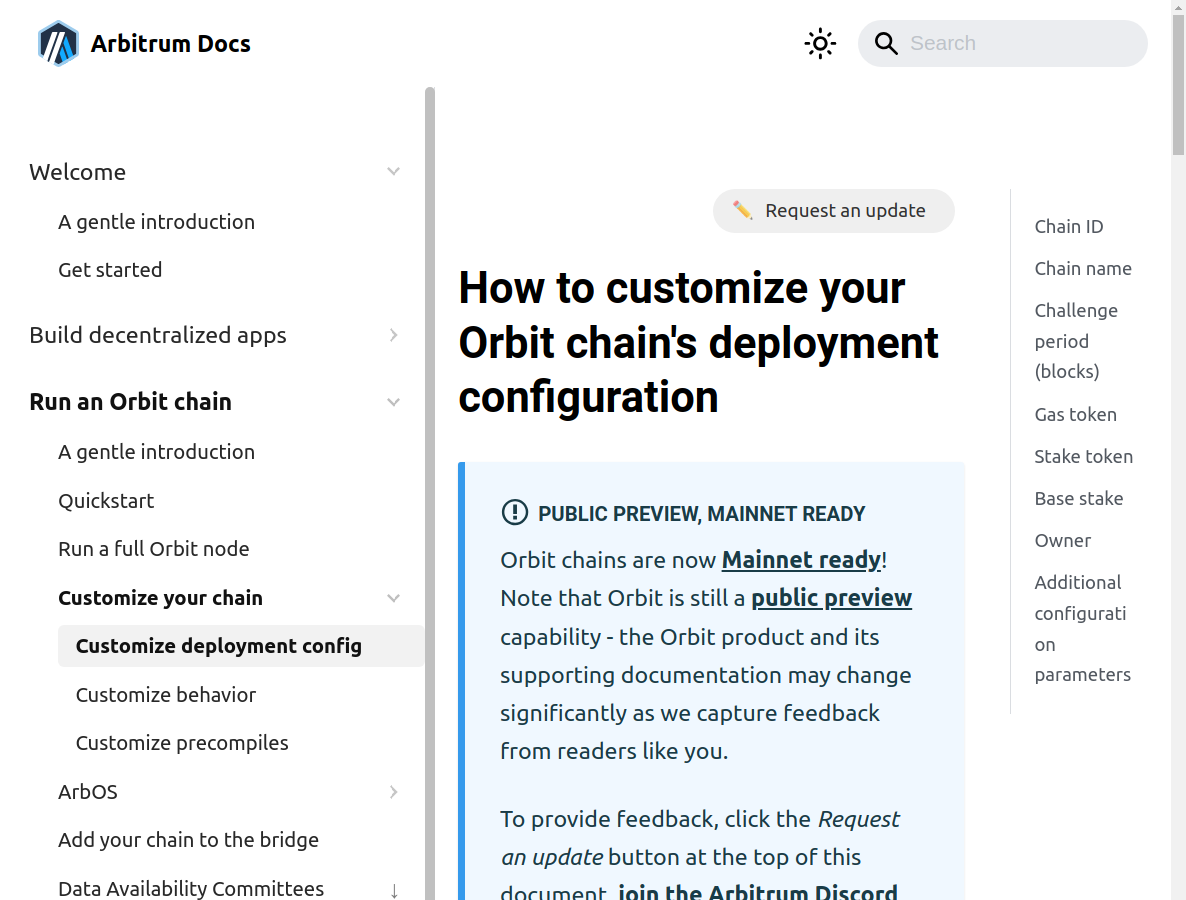 Arbitrum Docs
Search
Welcome
A gentle introduction
Get started
Build decentralized apps
Run an Orbit chain
A gentle introduction
Quickstart
Run a full Orbit node
Customize your chain
Customize deployment config
Customize behavior
Customize precompiles
ArbOS
Add your chain to the bridge
Data Availability Committees ↓
✏️ Request an update
How to customize your
Orbit chain's deployment
configuration
PUBLIC PREVIEW, MAINNET READY
Orbit chains are now Mainnet ready!
Note that Orbit is still a public preview
capability - the Orbit product and its
supporting documentation may change
significantly as we capture feedback
from readers like you.
To provide feedback, click the Request
an update button at the top of this
document, join the Arbitrum Discord
Chain ID
Chain name
Challenge
period
(blocks)
Gas token
Stake token
Base stake
Owner
Additional
configurati
on
parameters